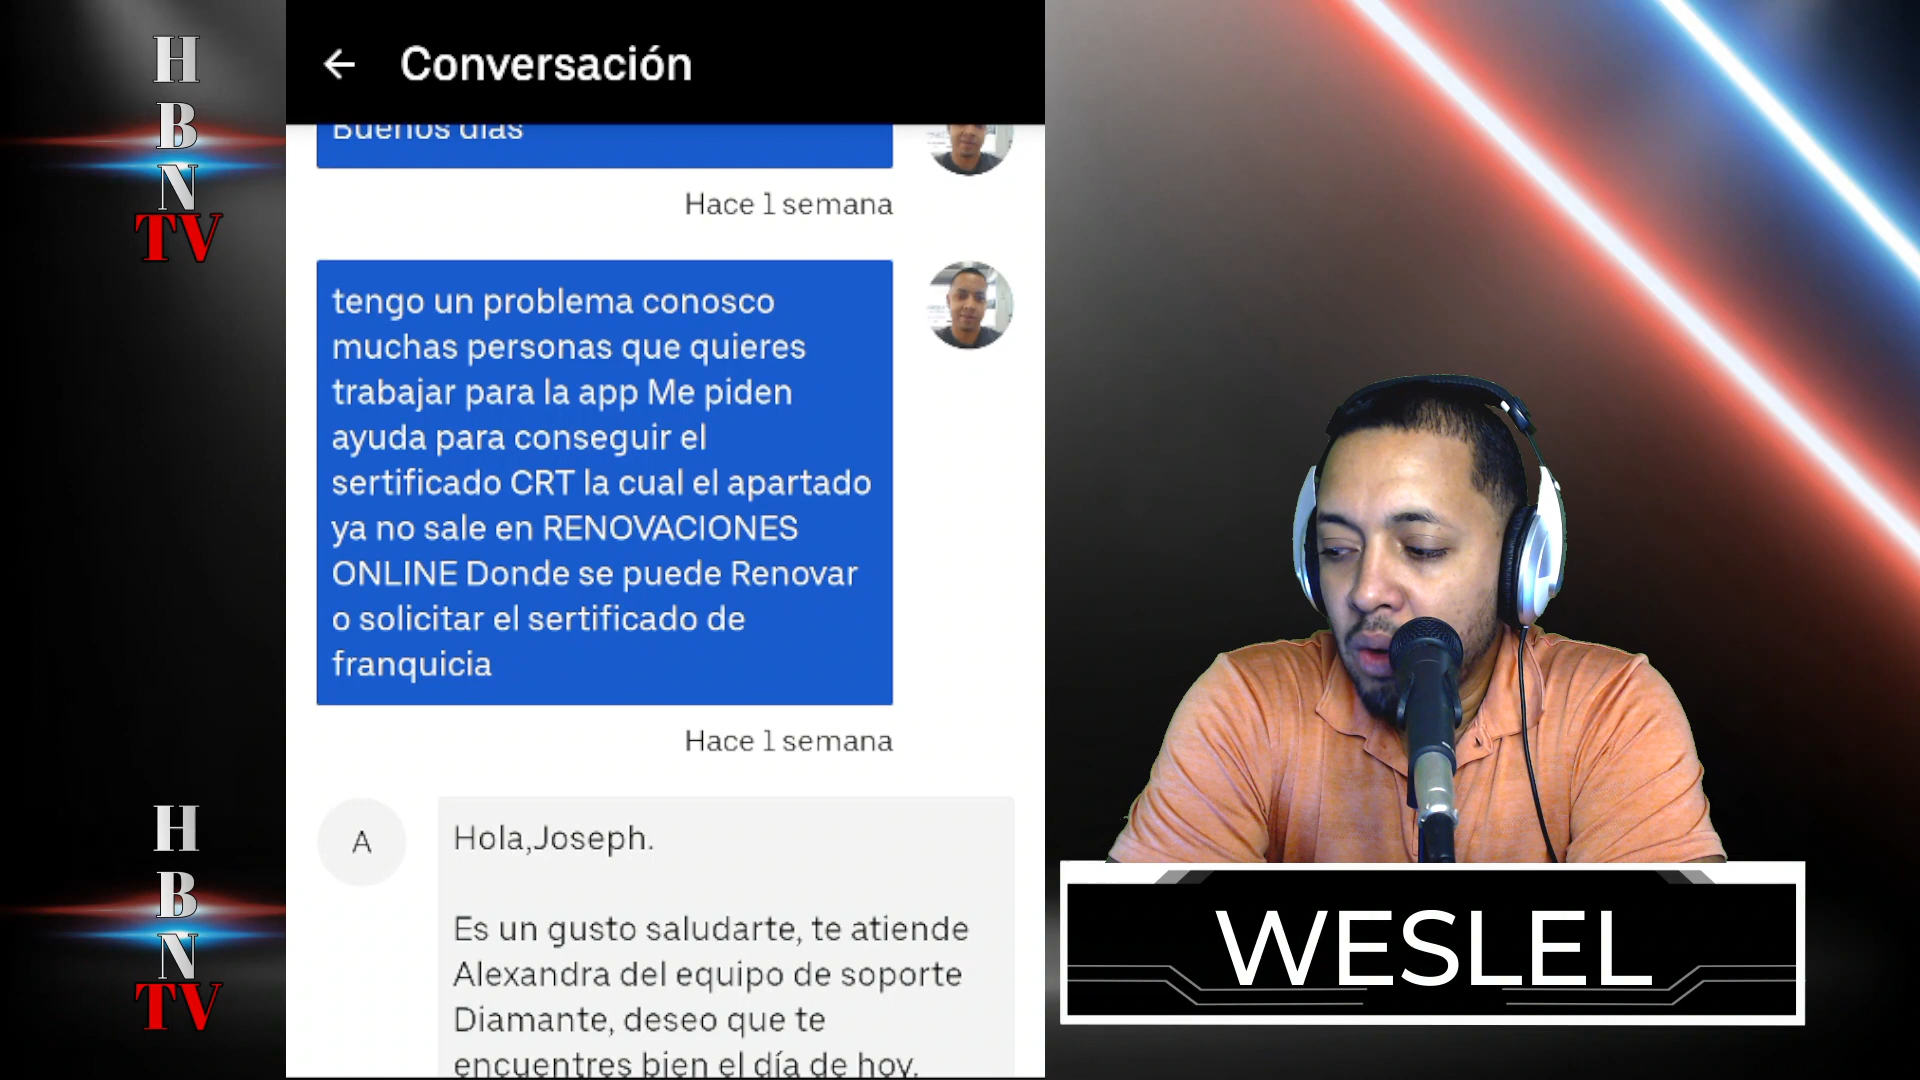 H
B
N
TV
Conversación
Buenos días
Hace 1 semana
tengo un problema conosco
muchas personas que quieres
trabajar para la app Me piden
ayuda para conseguir el
sertificado CRT la cual el apartado
ya no sale en RENOVACIONES
ONLINE Donde se puede Renovar
o solicitar el sertificado de
franquicia
Hace 1 semana
A
Hola,Joseph.
Es un gusto saludarte, te atiende
Alexandra del equipo de soporte
Diamante, deseo que te
encuentres bien el día de hoy.
H
B
N
TV
WESLEL